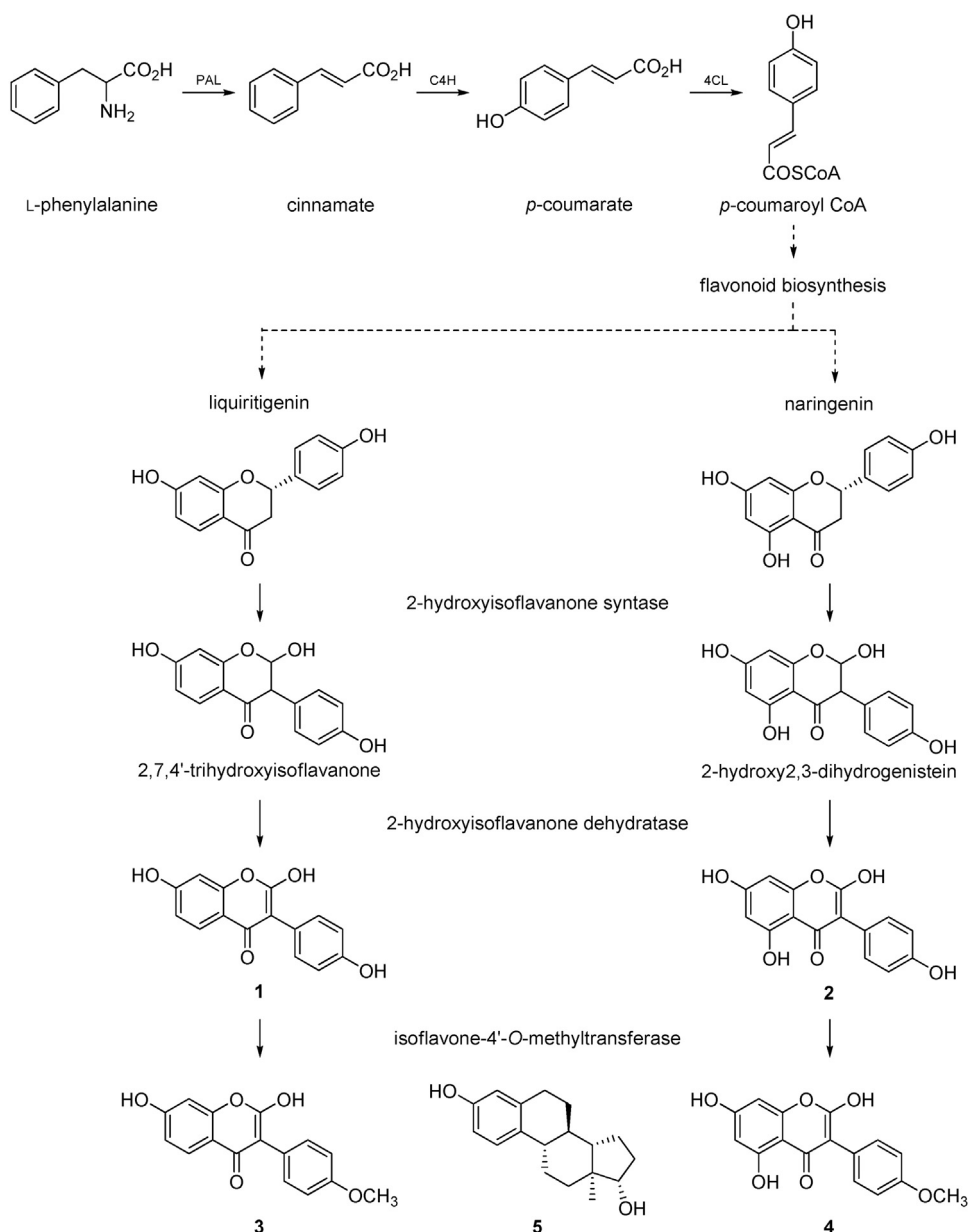 CO₂H
NH₂
PAL
CO₂H
C4H
HO
CO₂H
4CL
OH
COSCoA
L-phenylalanine
cinnamate
p-coumarate
p-coumaroyl CoA
flavonoid biosynthesis
liquiritigenin
naringenin
OH
HO
O
O
OH
HO
O
OH
O
2-hydroxyisoflavanone syntase
HO
O
OH
O
OH
HO
O
OH
OH
O
OH
2,7,4'-trihydroxyisoflavanone
2-hydroxy2,3-dihydrogenistein
2-hydroxyisoflavanone dehydratase
HO
O
OH
O
OH
HO
O
OH
OH
O
OH
1
2
isoflavone-4'-O-methyltransferase
HO
O
OH
O
OCH₃
HO
OH
HO
O
OH
OH
O
OCH₃
3
5
4